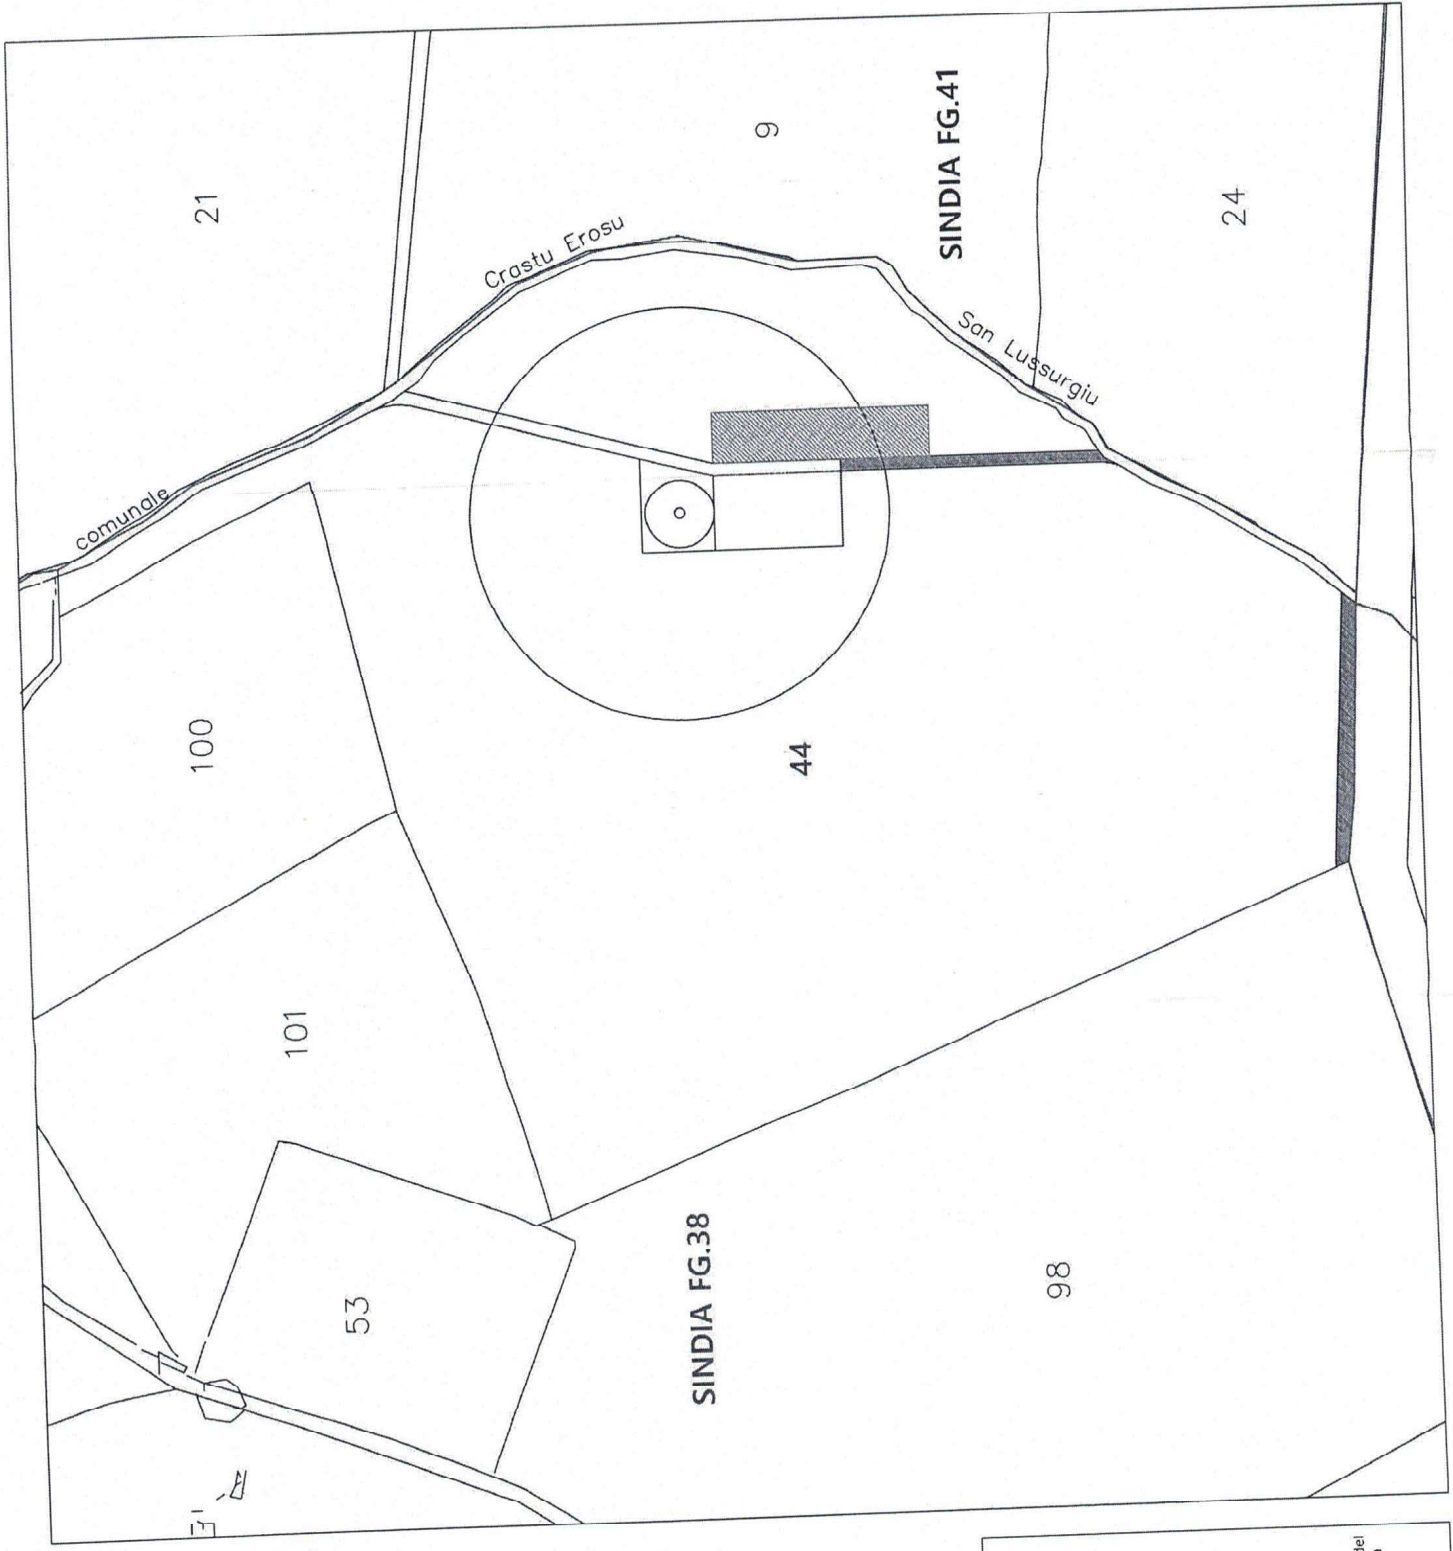 21
9
SINDIA FG.41
24
Crastu Erosu
San Lussurgiu
comunale
100
44
101
53
SINDIA FG.38
98